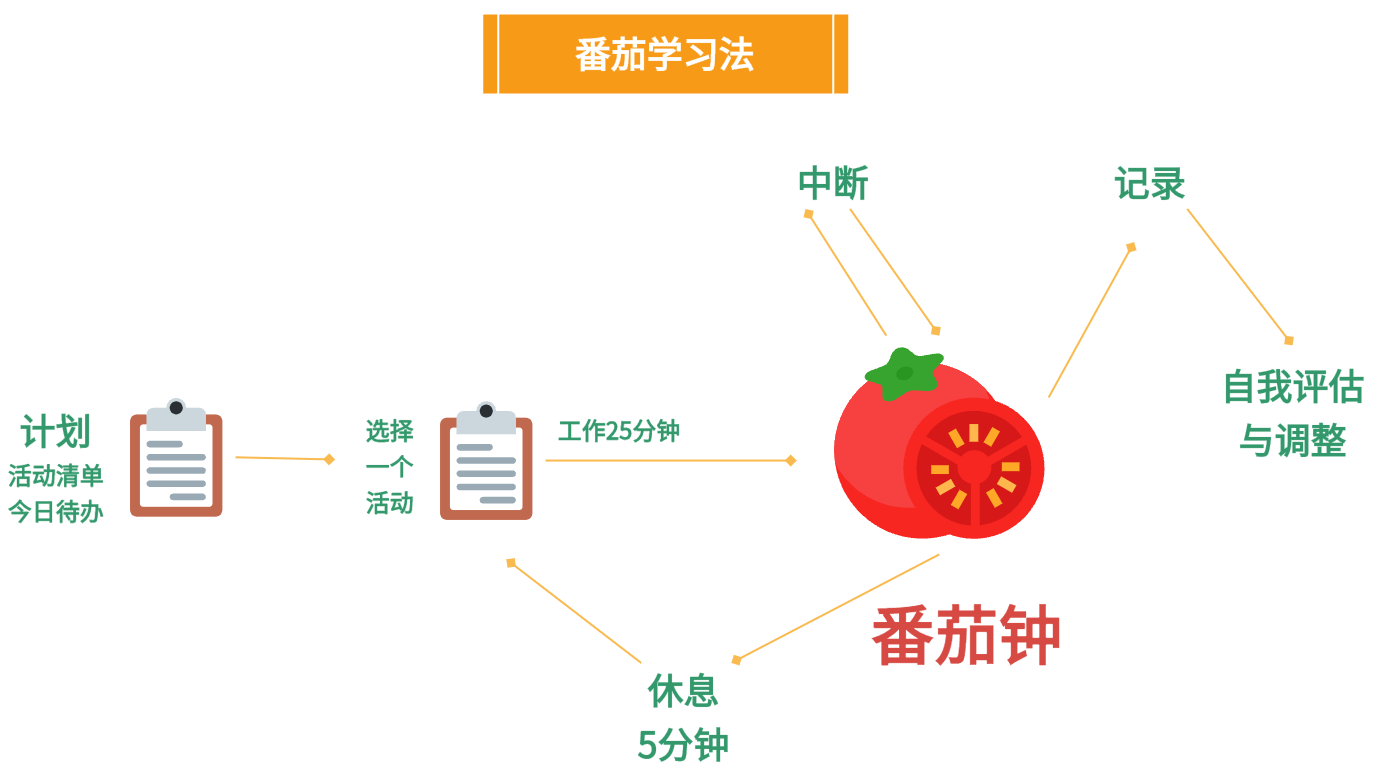 番茄学习法
中断
记录
计划
活动清单
今日待办
选择
一个
活动
工作25分钟
自我评估
与调整
番茄钟
休息
5分钟